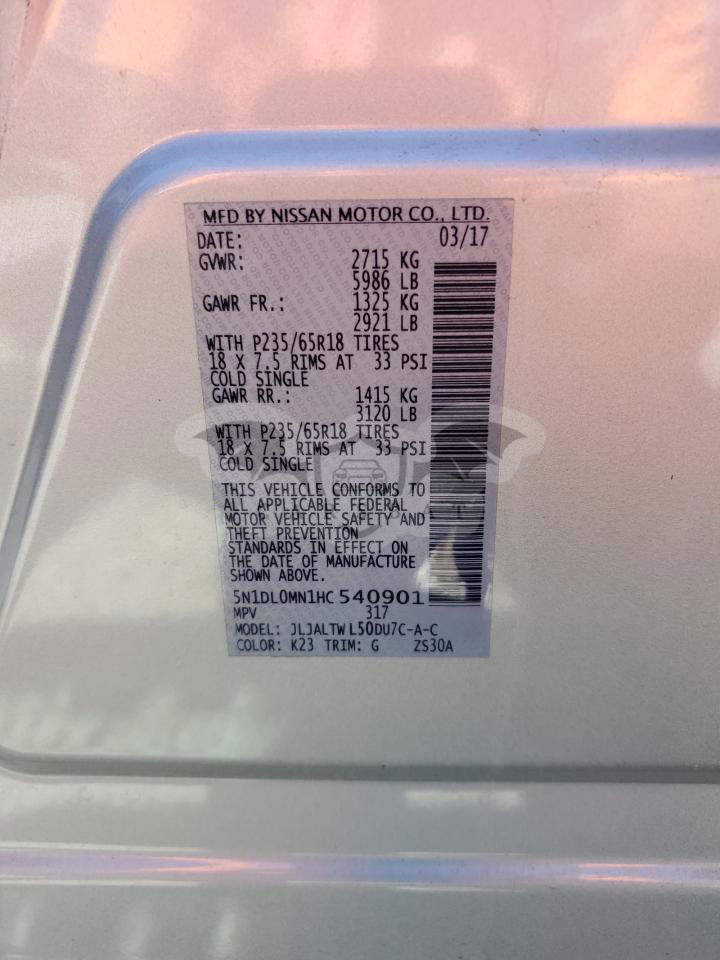 MFD BY NISSAN MOTOR CO., LTD.
DATE: 03/17
GVWR: 2715 KG
5986 LB
GAWR FR.: 1325 KG
2921 LB
WITH P235/65R18 TIRES
18 X 7.5 RIMS AT 33 PSI
COLD SINGLE
GAWR RR.: 1415 KG
3120 LB
WITH P235/65R18 TIRES
18 X 7.5 RIMS AT 33 PSI
COLD SINGLE
THIS VEHICLE CONFORMS TO
ALL APPLICABLE FEDERAL
MOTOR VEHICLE SAFETY AND
THEFT PREVENTION
STANDARDS IN EFFECT ON
THE DATE OF MANUFACTURE
SHOWN ABOVE.
5N1DL0MN1HC 540901
MPV 317
MODEL: JLJALTW L50DU7C-A-C
COLOR: K23 TRIM: G ZS30A